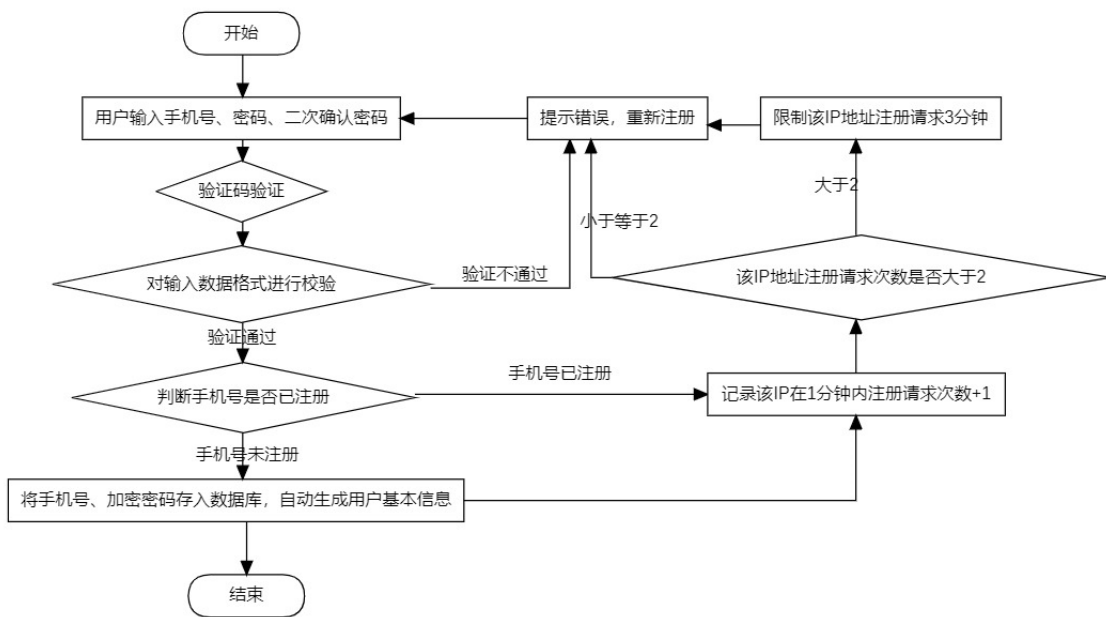 开始
用户输入手机号、密码、二次确认密码
提示错误，重新注册
限制该IP地址注册请求3分钟
验证码验证
大于2
小于等于2
对输入数据格式进行校验
验证不通过
该IP地址注册请求次数是否大于2
验证通过
判断手机号是否已注册
手机号已注册
记录该IP在1分钟内注册请求次数+1
手机号未注册
将手机号、加密密码存入数据库，自动生成用户基本信息
结束